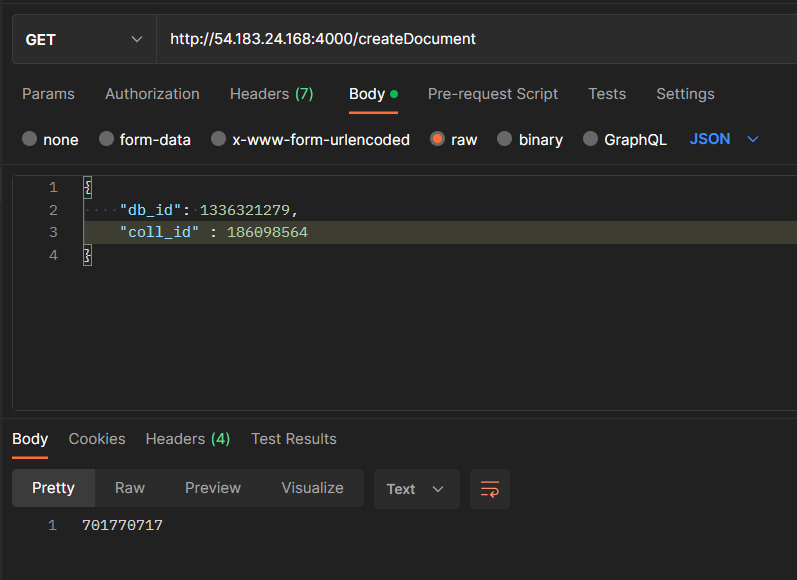 GET http://54.183.24.168:4000/createDocument
Params Authorization Headers (7) Body Pre-request Script Tests Settings
none form-data x-www-form-urlencoded raw binary GraphQL JSON
1 {
2 "db_id": 1336321279,
3 "coll_id" : 186098564
4 }
Body Cookies Headers (4) Test Results
Pretty Raw Preview Visualize Text
1 701770717